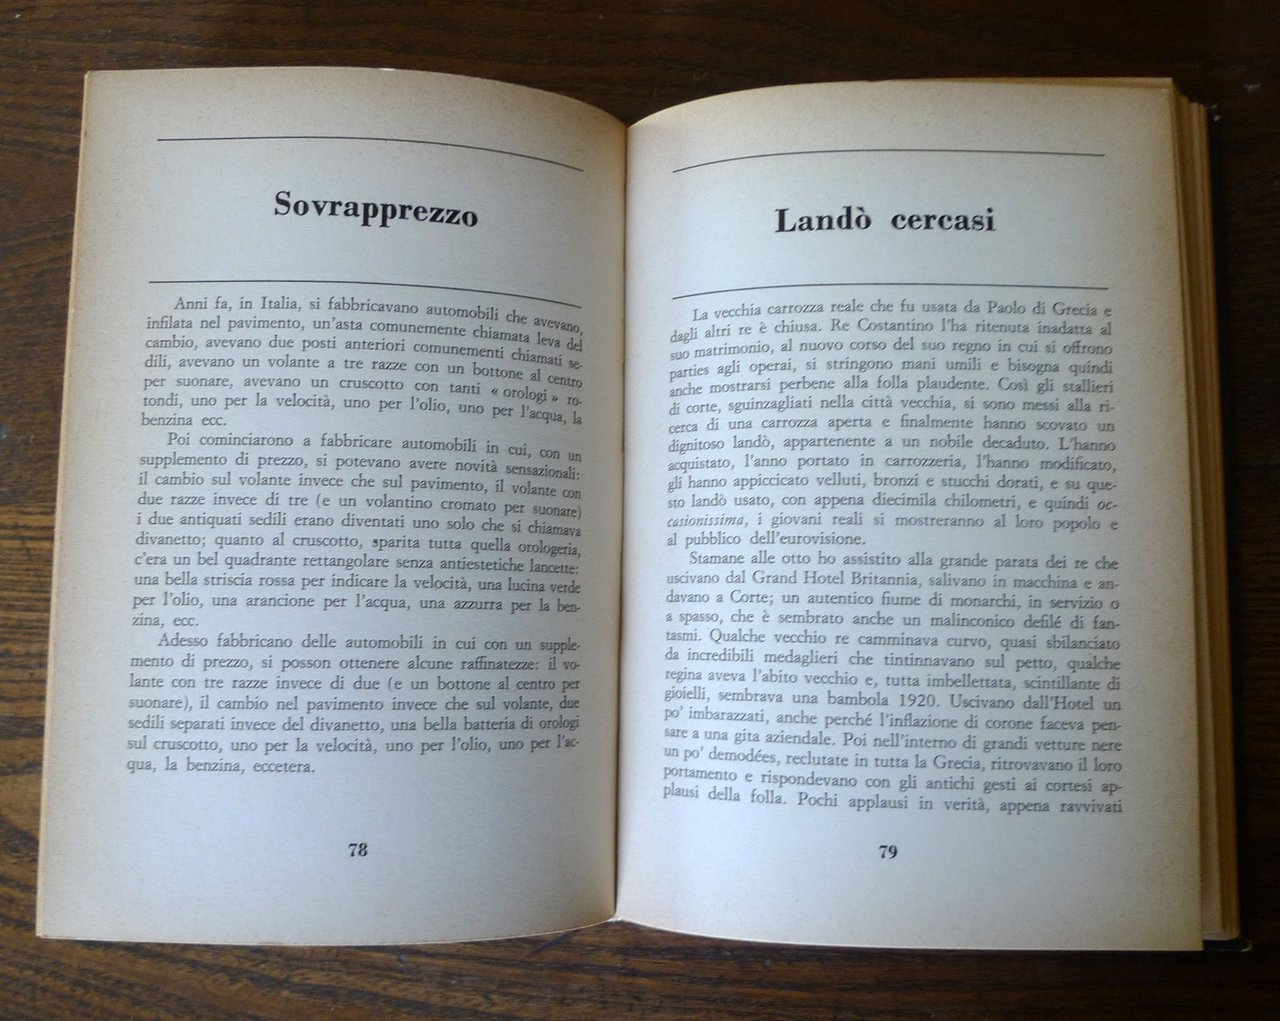 Sovrapprezzo
Anni fa, in Italia, si fabbricavano automobili che avevano,
infilata nel pavimento, un'asta comunemente chiamata leva del
cambio, avevano due posti anteriori comunementi chiamati se-
dili, avevano un volante a tre razze con un bottone al centro
per suonare, avevano un cruscotto con tanti « orologi » ro-
tondi, uno per la velocità, uno per l'olio, uno per l'acqua, la
benzina ecc.
Poi cominciarono a fabbricare automobili in cui, con un
supplemento di prezzo, si potevano avere novità sensazionali:
il cambio sul volante invece che sul pavimento, il volante con
due razze invece di tre (e un volantino cromato per suonare)
i due antiquati sedili erano diventati uno solo che si chiamava
divanetto; quanto al cruscotto, sparita tutta quella orologeria,
c'era un bel quadrante rettangolare senza antiestetiche lancette:
una bella striscia rossa per indicare la velocità, una lucina verde
per l'olio, una arancione per l'acqua, una azzurra per la ben-
zina, ecc.
Adesso fabbricano delle automobili in cui con un supple-
mento di prezzo, si posson ottenere alcune raffinatezze: il vo-
lante con tre razze invece di due (e un bottone al centro per
suonare), il cambio nel pavimento invece che sul volante, due
sedili separati invece del divanetto, una bella batteria di orologi
sul cruscotto, uno per la velocità, uno per l'olio, uno per l'ac-
qua, la benzina, eccetera.
78
Landò cercasi
La vecchia carrozza reale che fu usata da Paolo di Grecia e
dagli altri re è chiusa. Re Costantino l'ha ritenuta inadatta al
suo matrimonio, al nuovo corso del suo regno in cui si offrono
parties agli operai, si stringono mani umili e bisogna quindi
anche mostrarsi perbene alla folla plaudente. Così gli stallieri
di corte, sguinzagliati nella città vecchia, si sono messi alla ri-
cerca di una carrozza aperta e finalmente hanno scovato un
dignitoso landò, appartenente a un nobile decaduto. L'hanno
acquistato, l'anno portato in carrozzeria, l'hanno modificato,
gli hanno appiccicato velluti, bronzi e stucchi dorati, e su que-
sto landò usato, con appena diecimila chilometri, e quindi oc-
casionissima, i giovani reali si mostreranno al loro popolo e
al pubblico dell'eurovisione.
Stamane alle otto ho assistito alla grande parata dei re che
uscivano dal Grand Hotel Britannia, salivano in macchina e an-
davano a Corte; un autentico fiume di monarchi, in servizio o
a spasso, che è sembrato anche un malinconico defilé di fan-
tasmi. Qualche vecchio re camminava curvo, quasi sbilanciato
da incredibili medaglieri che tintinnavano sul petto, qualche
regina aveva l'abito vecchio e, tutta imbellettata, scintillante di
gioielli, sembrava una bambola 1920. Uscivano dall'Hotel un
po' imbarazzati, anche perché l'inflazione di corone faceva pen-
sare a una gita aziendale. Poi nell'interno di grandi vetture nere
un po' demodées, reclutate in tutta la Grecia, ritrovavano il loro
portamento e rispondevano con gli antichi gesti ai cortesi ap-
plausi della folla. Pochi applausi in verità, appena ravvivati
79